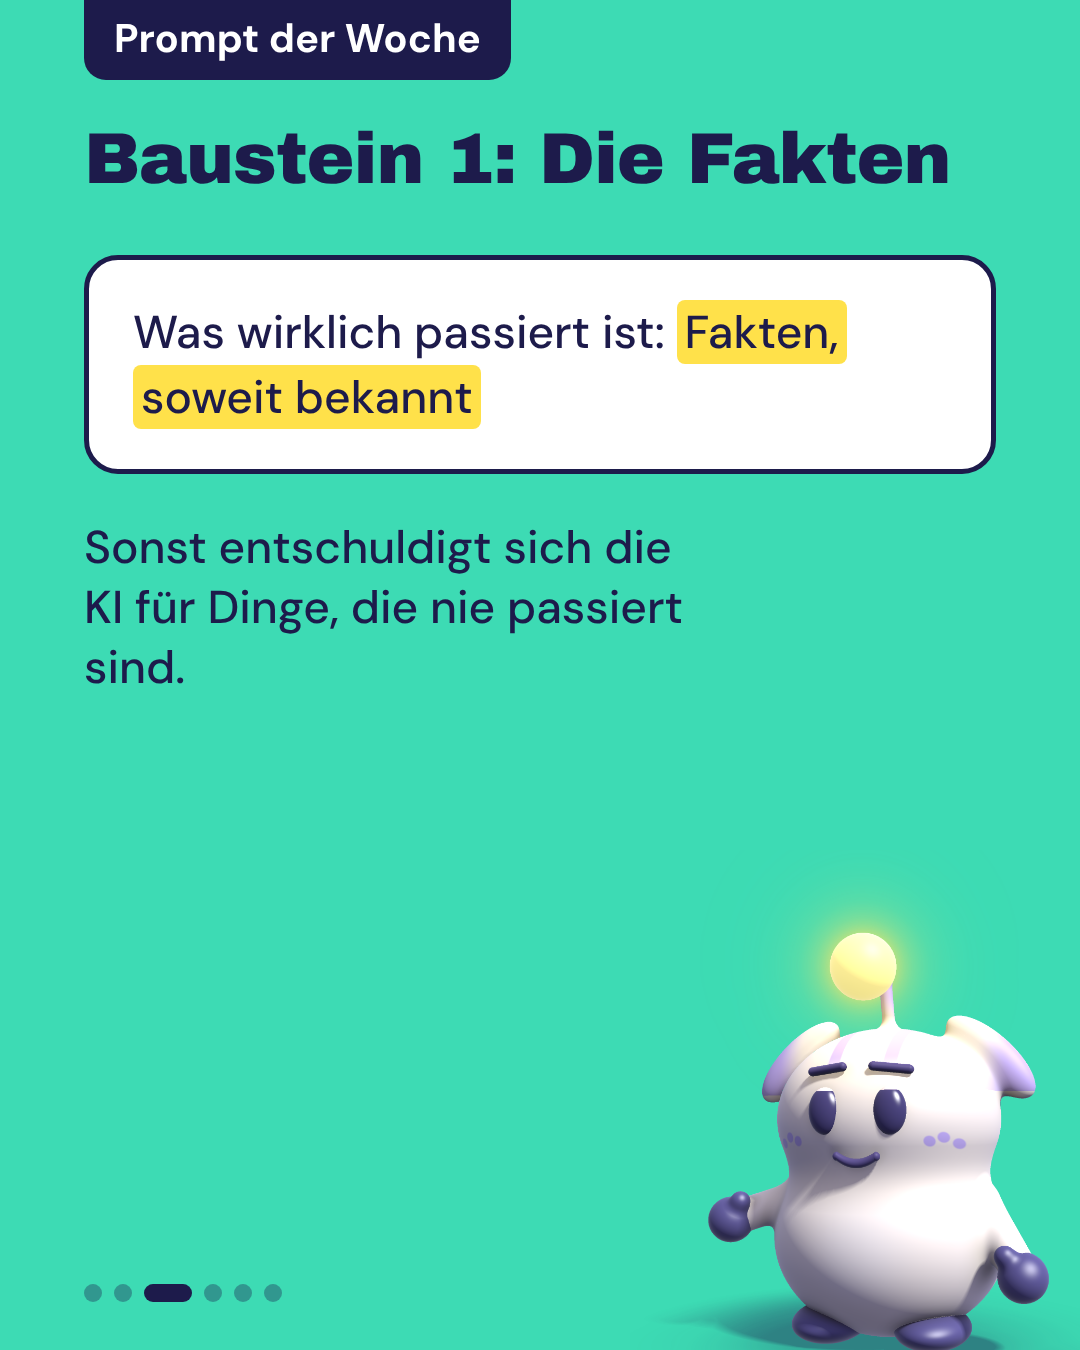 Prompt der Woche
Baustein 1: Die Fakten
Was wirklich passiert ist: Fakten,
soweit bekannt
Sonst entschuldigt sich die
KI für Dinge, die nie passiert
sind.